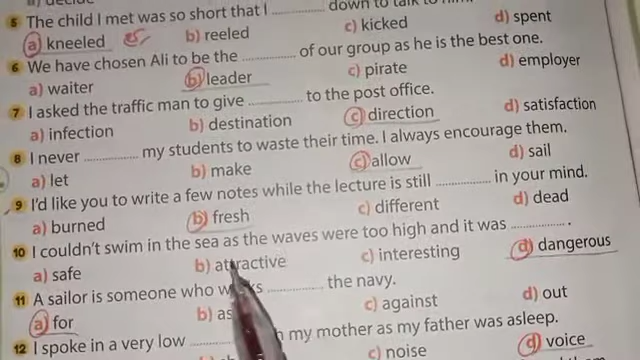 5 The child I met was so short that I ............ down to talk to him.
a) kneeled b) reeled c) kicked d) spent
6 We have chosen Ali to be the ............ of our group as he is the best one.
a) waiter b) leader c) pirate d) employer
7 I asked the traffic man to give ............ to the post office.
a) infection b) destination c) direction d) satisfaction
8 I never ............ my students to waste their time. I always encourage them.
a) let b) make c) allow d) sail
9 I'd like you to write a few notes while the lecture is still ............ in your mind.
a) burned b) fresh c) different d) dead
10 I couldn't swim in the sea as the waves were too high and it was ............ .
a) safe b) attractive c) interesting d) dangerous
11 A sailor is someone who works ............ the navy.
a) for b) as c) against d) out
12 I spoke in a very low ............ my mother as my father was asleep.
c) noise d) voice